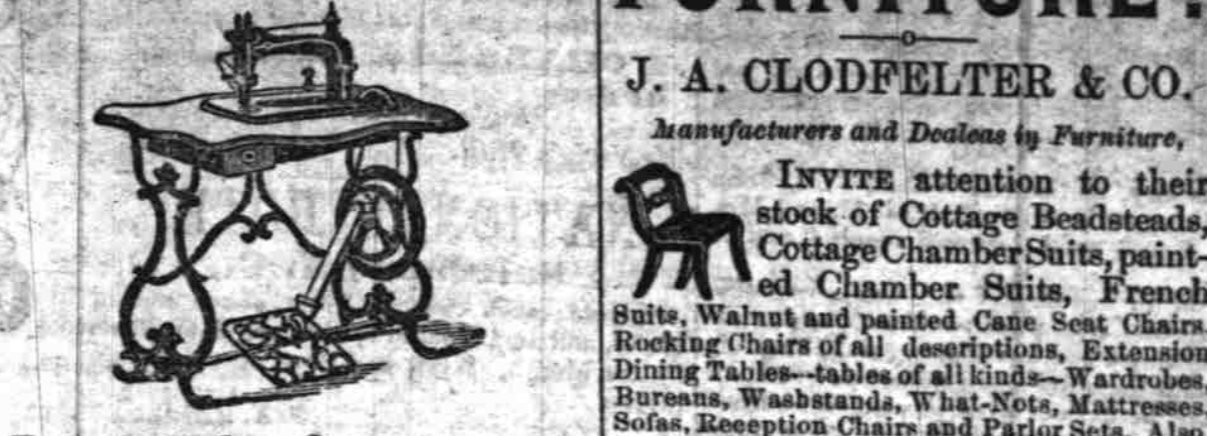 FURNITURE!
J. A. CLODFELTER & CO.
Manufacturers and Dealeas in Furniture,
INVITE attention to their
stock of Cottage Beadsteads,
Cottage Chamber Suits, paint-
ed Chamber Suits, French
Suits, Walnut and painted Cane Seat Chairs.
Rocking Chairs of all descriptions, Extension
Dining Tables—tables of all kinds—Wardrobes,
Bureaus, Washstands, What-Nots, Mattresses,
Sofas, Reception Chairs and Parlor Sets. Also